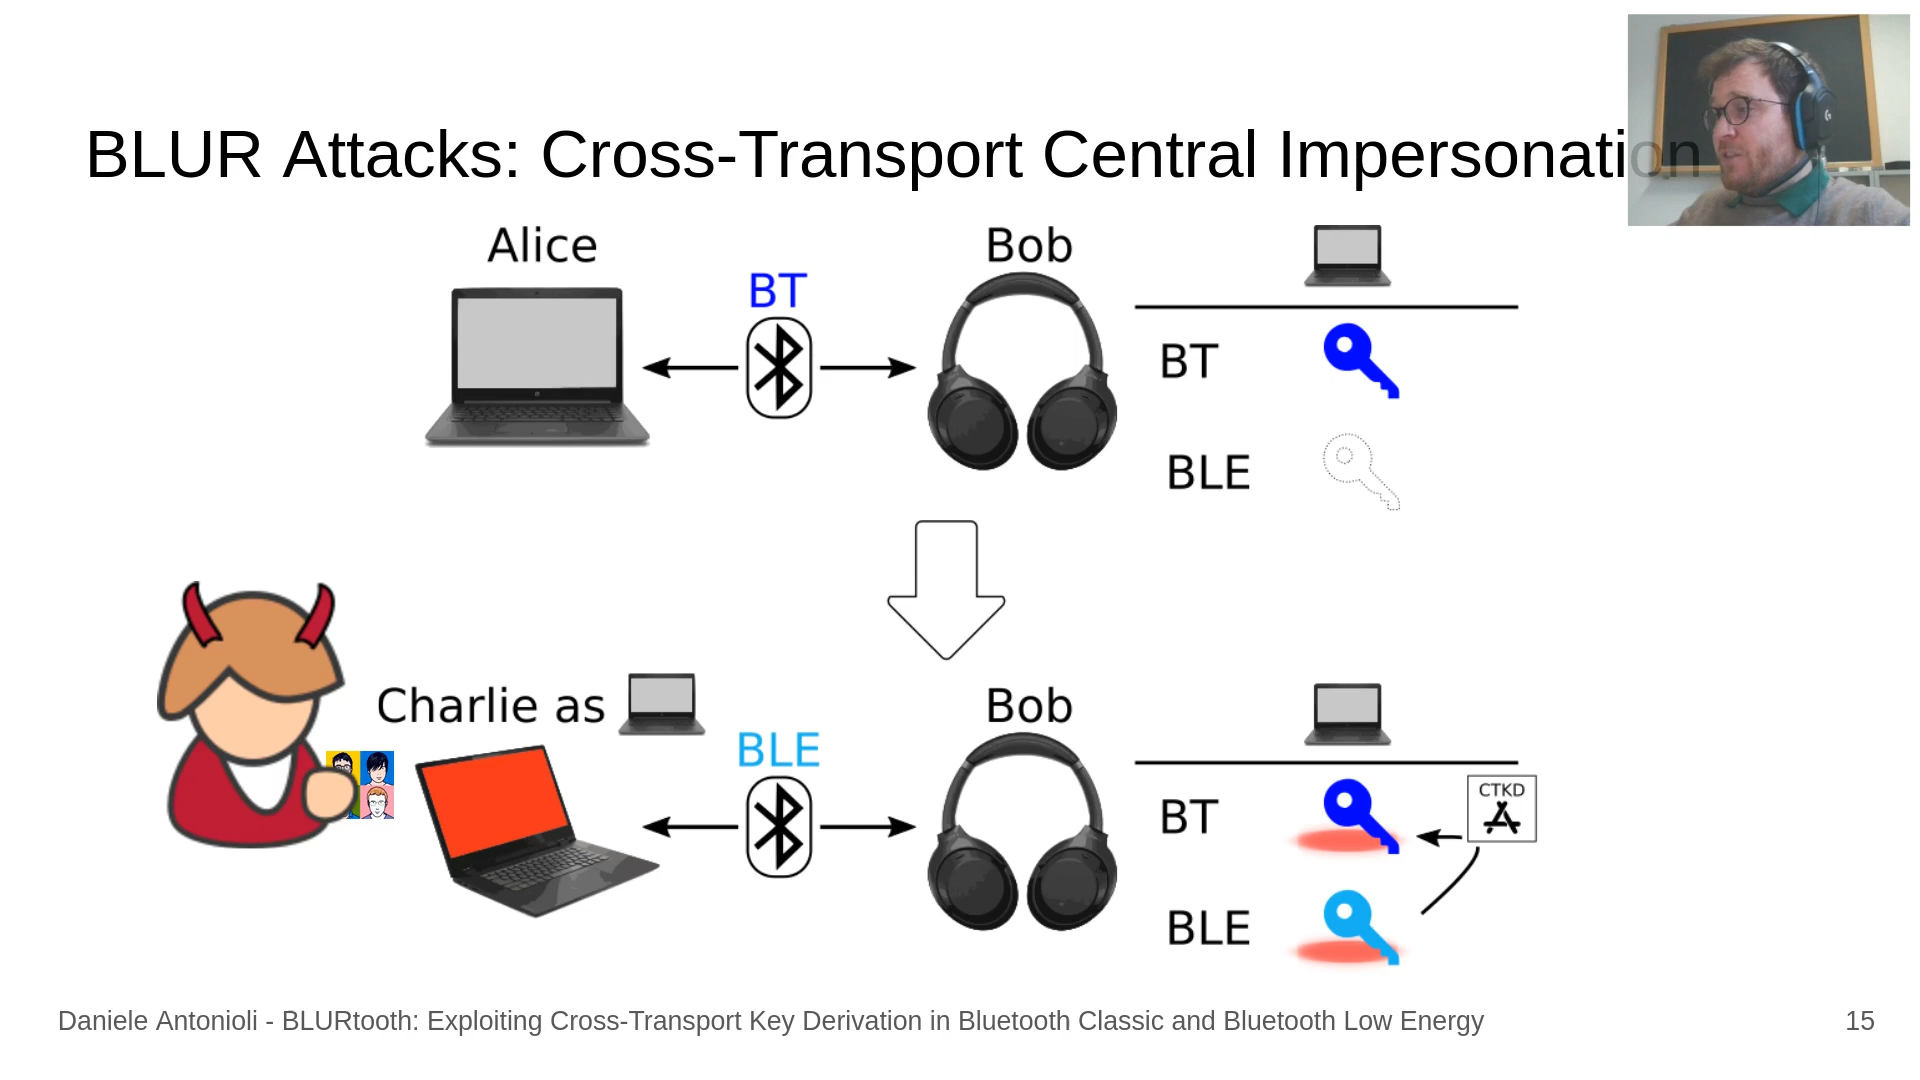 BLUR Attacks: Cross-Transport Central Impersonation
Alice
Bob
BT
BT
BLE
Charlie as
Bob
BLE
CTKD
BT
BLE
Daniele Antonioli - BLURtooth: Exploiting Cross-Transport Key Derivation in Bluetooth Classic and Bluetooth Low Energy
15